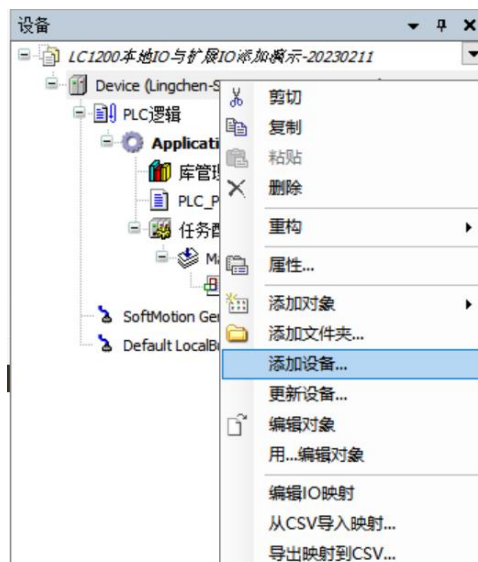 设备
LC1200本地IO与扩展IO添加演示-20230211
Device (Lingchen-S
PLC逻辑
Applicati
库管
PLC_P
任务配
Ma
SoftMotion Ger
Default LocalBu
剪切
复制
粘贴
删除
重构
属性...
添加对象
添加文件夹...
添加设备...
更新设备...
编辑对象
用...编辑对象
编辑IO映射
从CSV导入映射...
导出映射到CSV...